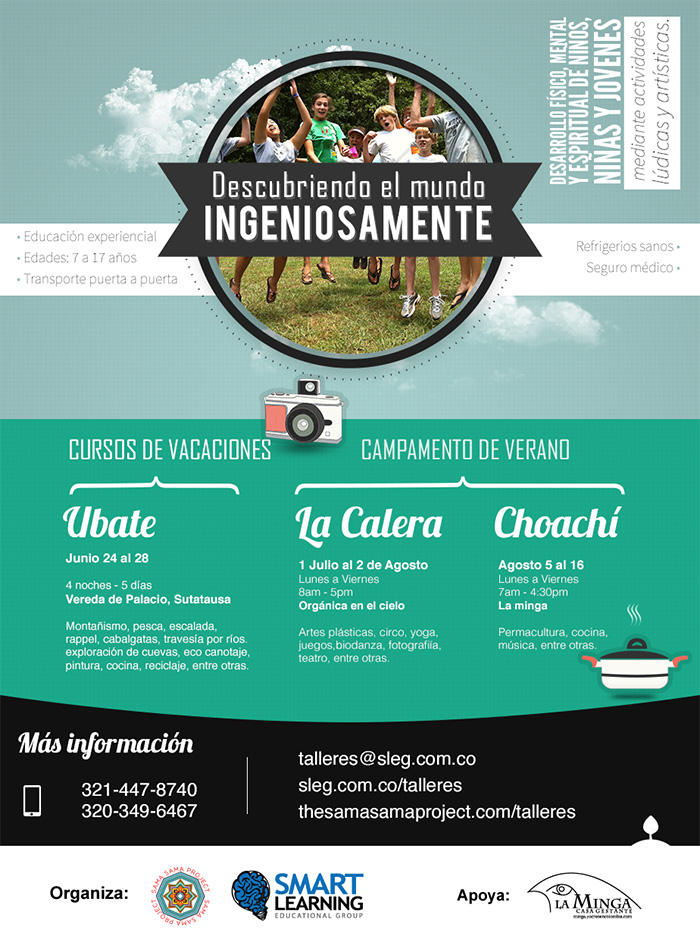 DESARROLLO FÍSICO, MENTAL
Y ESPIRITUAL DE NIÑOS,
NIÑAS Y JOVENES
mediante actividades
lúdicas y artísticas.
Descubriendo el mundo
INGENIOSAMENTE
• Educación experiencial
• Edades: 7 a 17 años
• Transporte puerta a puerta
Refrigerios sanos •
Seguro médico •
CURSOS DE VACACIONES
Ubate
Junio 24 al 28
4 noches - 5 días
Vereda de Palacio, Sutatausa
Montañismo, pesca, escalada,
rappel, cabalgatas, travesía por ríos.
exploración de cuevas, eco canotaje,
pintura, cocina, reciclaje, entre otras.
CAMPAMENTO DE VERANO
La Calera
1 Julio al 2 de Agosto
Lunes a Viernes
8am - 5pm
Orgánica en el cielo
Artes plásticas, circo, yoga,
juegos,biodanza, fotografiía,
teatro, entre otras.
Choachí
Agosto 5 al 16
Lunes a Viernes
7am - 4:30pm
La minga
Permacultura, cocina,
música, entre otras.
Más información
321-447-8740
320-349-6467
talleres@sleg.com.co
sleg.com.co/talleres
thesamasamaproject.com/talleres
Organiza:
SAMA SAMA PROJECT SAMA SAMA PROJECT
SMART
LEARNING
EDUCATIONAL GROUP
Apoya:
LA MINGA
CASA GESTANTE